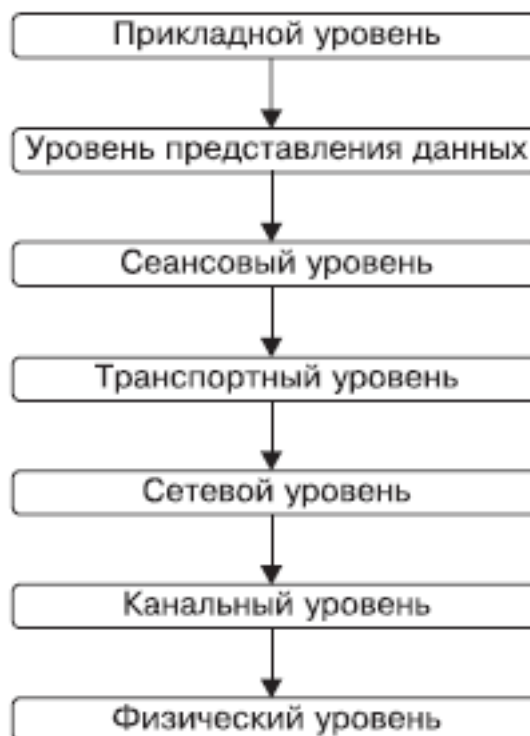 Прикладной уровень
Уровень представления данных
Сеансовый уровень
Транспортный уровень
Сетевой уровень
Канальный уровень
Физический уровень